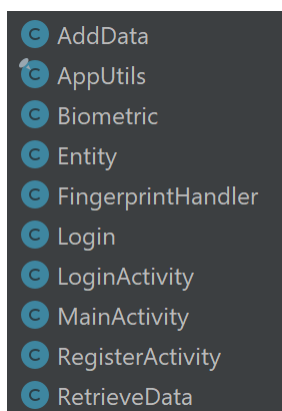 C AddData
C AppUtils
C Biometric
C Entity
C FingerprintHandler
C Login
C LoginActivity
C MainActivity
C RegisterActivity
C RetrieveData